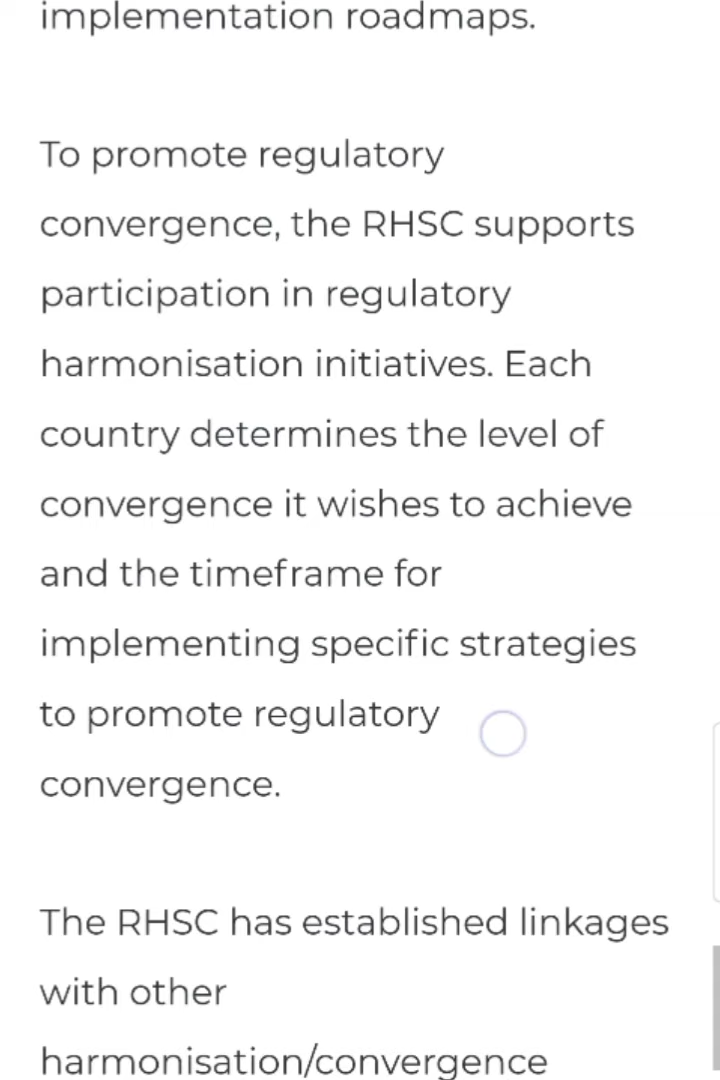 implementation roadmaps.
To promote regulatory
convergence, the RHSC supports
participation in regulatory
harmonisation initiatives. Each
country determines the level of
convergence it wishes to achieve
and the timeframe for
implementing specific strategies
to promote regulatory
convergence.
The RHSC has established linkages
with other
harmonisation/convergence